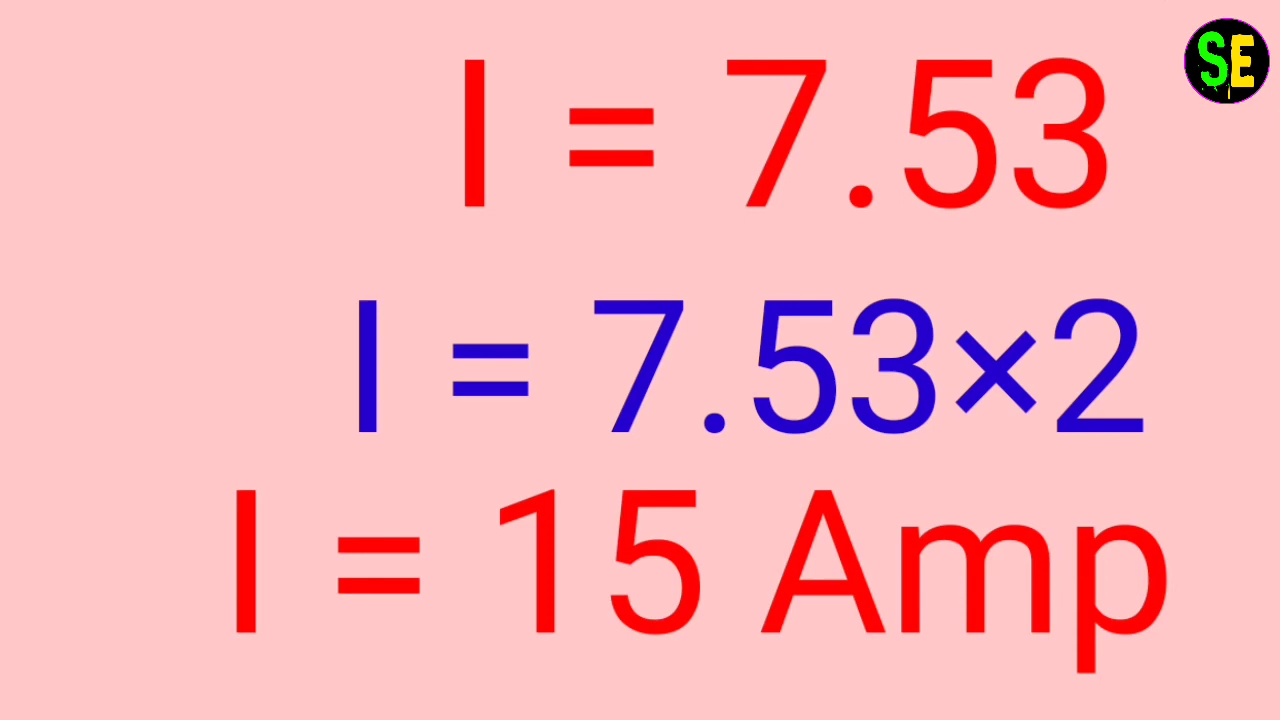 SE
I = 7.53
I = 7.53×2
I = 15 Amp